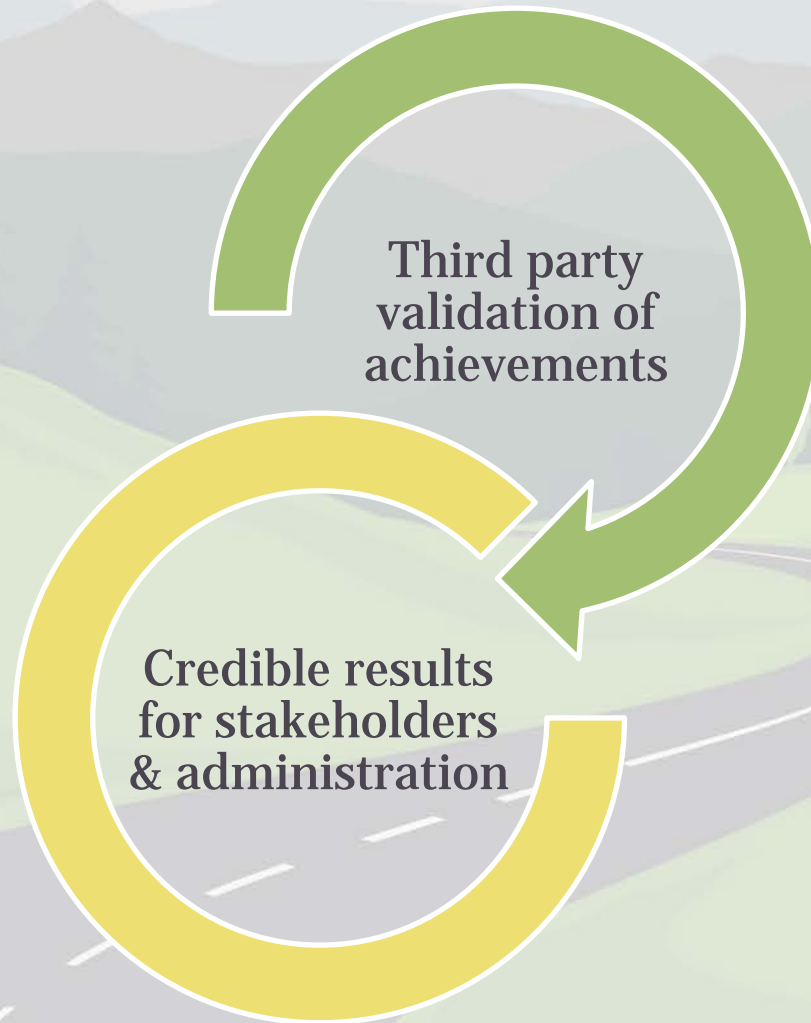 Third party
validation of
achievements
Credible results
for stakeholders
& administration